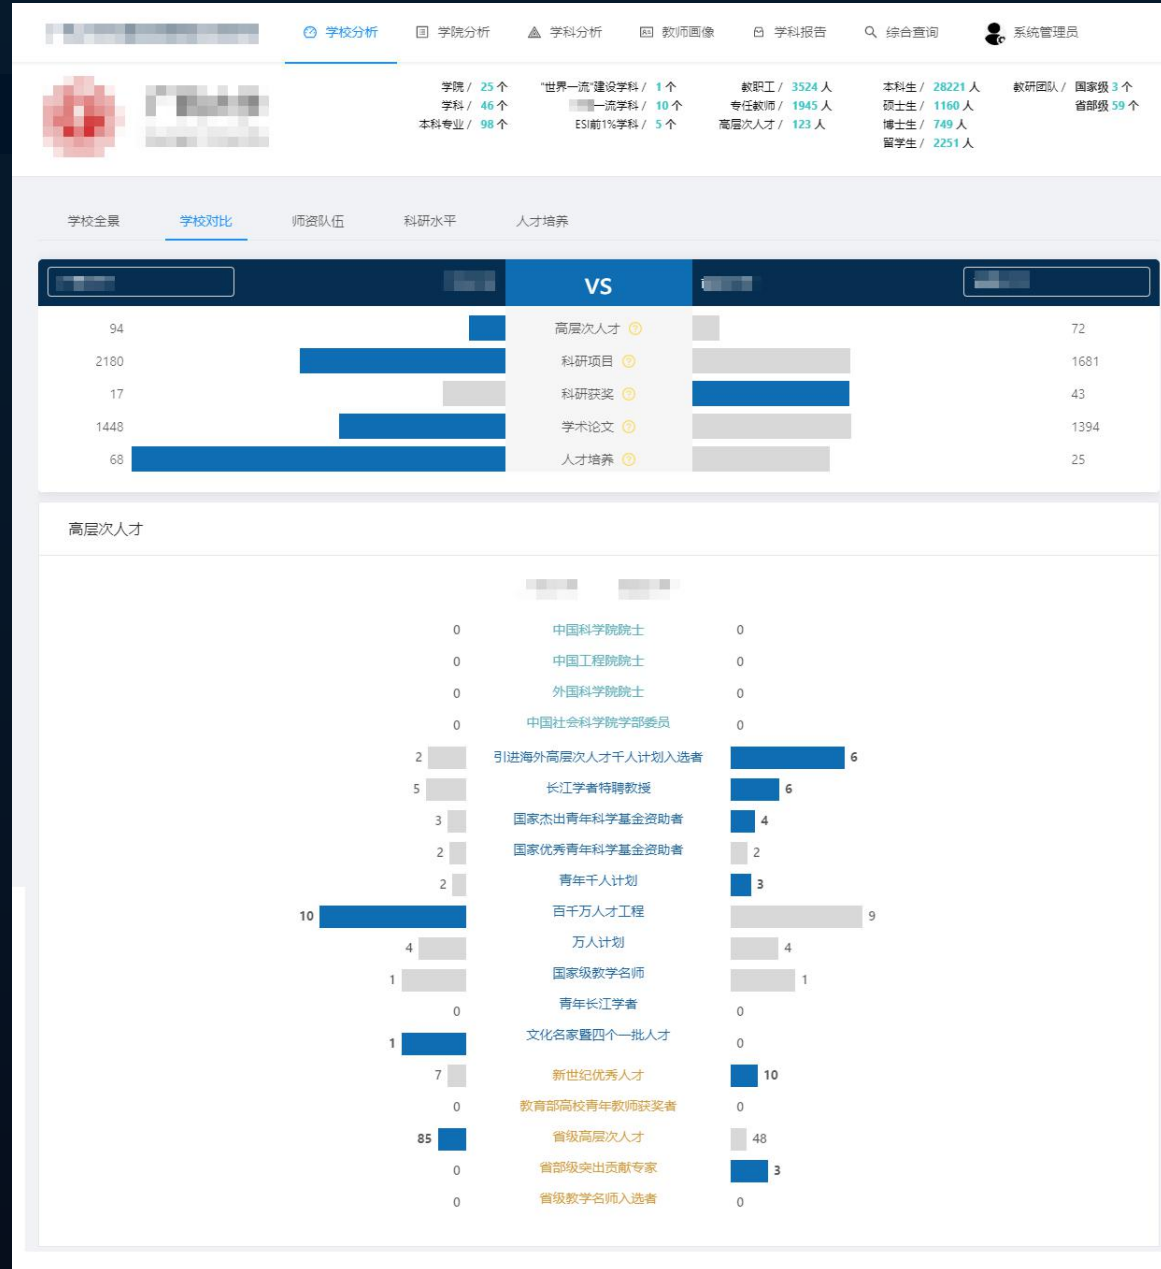 学校分析 学院分析 学科分析 教师画像 学科报告 综合查询 系统管理员
学院 / 25 个 "世界一流"建设学科 / 1 个 教职工 / 3524 人 本科生 / 28221 人 教研团队 / 国家级 3 个
学科 / 46 个 一流学科 / 10 个 专任教师 / 1945 人 硕士生 / 1160 人 省部级 59 个
本科专业 / 98 个 ESI前1%学科 / 5 个 高层次人才 / 123 人 博士生 / 749 人
留学生 / 2251 人
学校全景 学校对比 师资队伍 科研水平 人才培养
VS
94 高层次人才 ? 72
2180 科研项目 ? 1681
17 科研获奖 ? 43
1448 学术论文 ? 1394
68 人才培养 ? 25
高层次人才
0 中国科学院院士 0
0 中国工程院院士 0
0 外国科学院院士 0
0 中国社会科学院学部委员 0
2 引进海外高层次人才千人计划入选者 6
5 长江学者特聘教授 6
3 国家杰出青年科学基金资助者 4
2 国家优秀青年科学基金资助者 2
2 青年千人计划 3
10 百千万人才工程 9
4 万人计划 4
1 国家级教学名师 1
0 青年长江学者 0
1 文化名家暨四个一批人才 0
7 新世纪优秀人才 10
0 教育部高校青年教师获奖者 0
85 省级高层次人才 48
0 省部级突出贡献专家 3
0 省级教学名师入选者 0